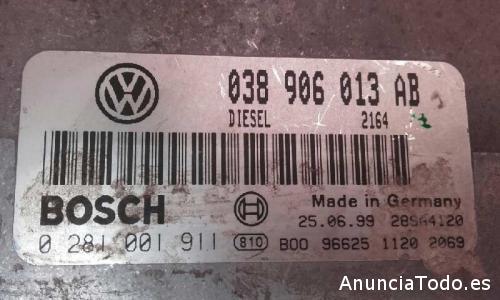 038 906 013 AB
DIESEL 2164
BOSCH
Made in Germany
25.06.99 28SA4120
0 281 001 911 810 B00 96625 1120 2069
AnunciaTodo.es